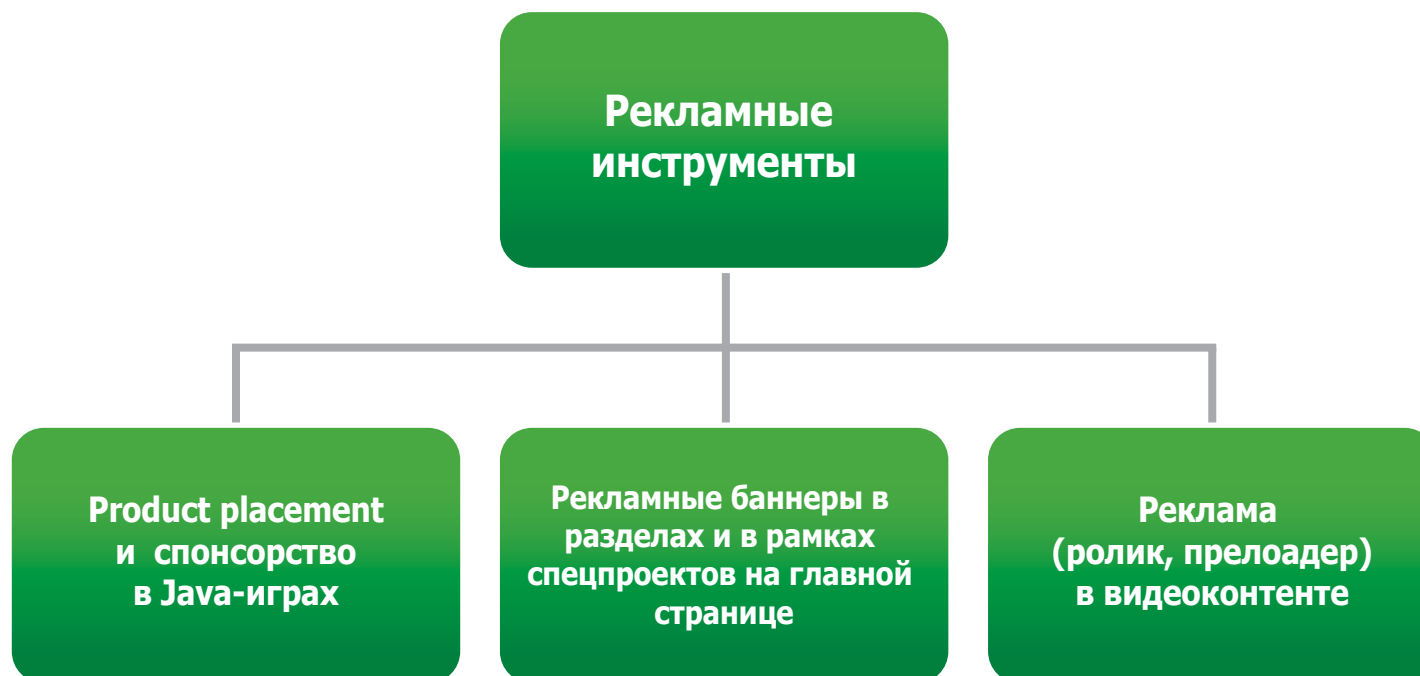 Рекламные
инструменты
Product placement
и спонсорство
в Java-играх
Рекламные баннеры в
разделах и в рамках
спецпроектов на главной
странице
Реклама
(ролик, прелоадер)
в видеоконтенте